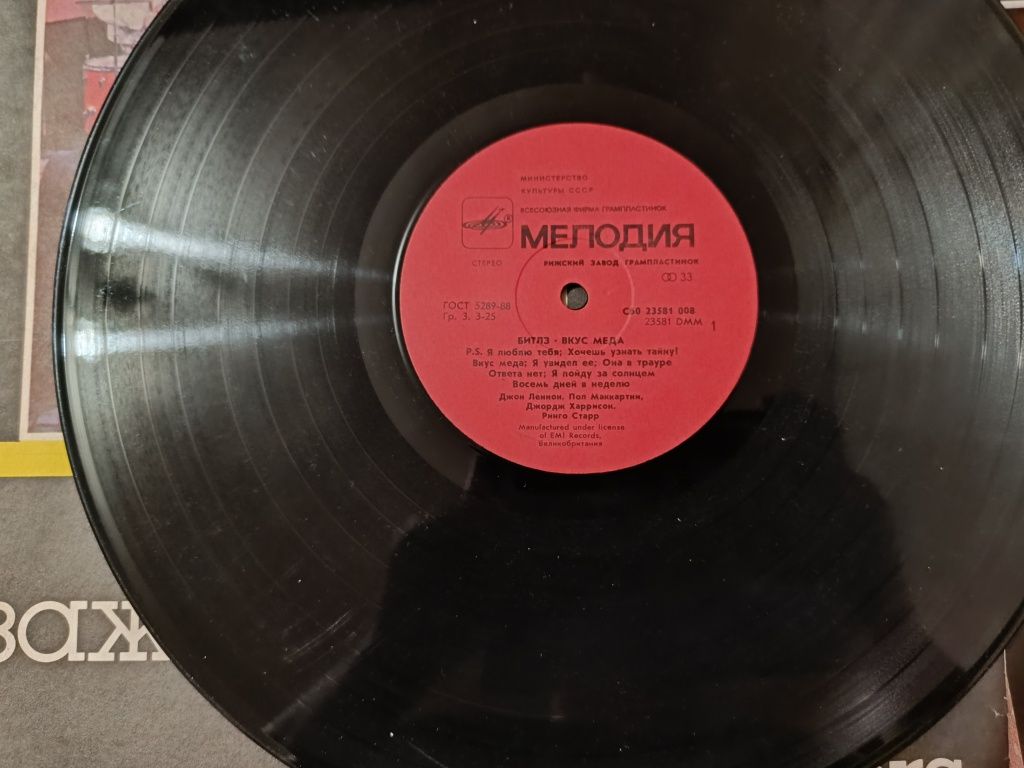 МИНИСТЕРСТВО
КУЛЬТУРЫ СССР
ВСЕСОЮЗНАЯ ФИРМА ГРАМПЛАСТИНОК
МЕЛОДИЯ
СТЕРЕО
РИЖСКИЙ ЗАВОД ГРАМПЛАСТИНОК
33
ГОСТ 5289-88
Гр. 3. 3-25
С60 23581 008
23581 DMM 1
БИТЛЗ · ВКУС МЕДА
P.S. Я люблю тебя; Хочешь узнать тайну!
Вкус меда; Я увидел ее; Она в трауре
Ответа нет; Я пойду за солнцем
Восемь дней в неделю
Джон Леннон, Пол Маккартни,
Джордж Харрисон,
Ринго Старр
Manufactured under license
of EMI Records,
Великобритания
заж